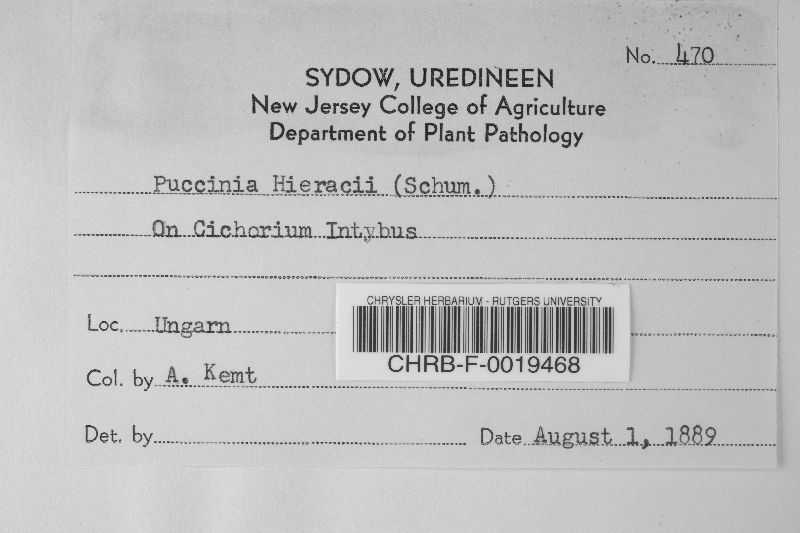 No. 470
SYDOW, UREDINEEN
New Jersey College of Agriculture
Department of Plant Pathology
Puccinia Hieracii (Schum.)
On Cichorium Intybus
Loc. Ungarn
CHRYSLER HERBARIUM - RUTGERS UNIVERSITY
CHRB-F-0019468
Col. by A. Kemt
Det. by
Date August 1, 1889